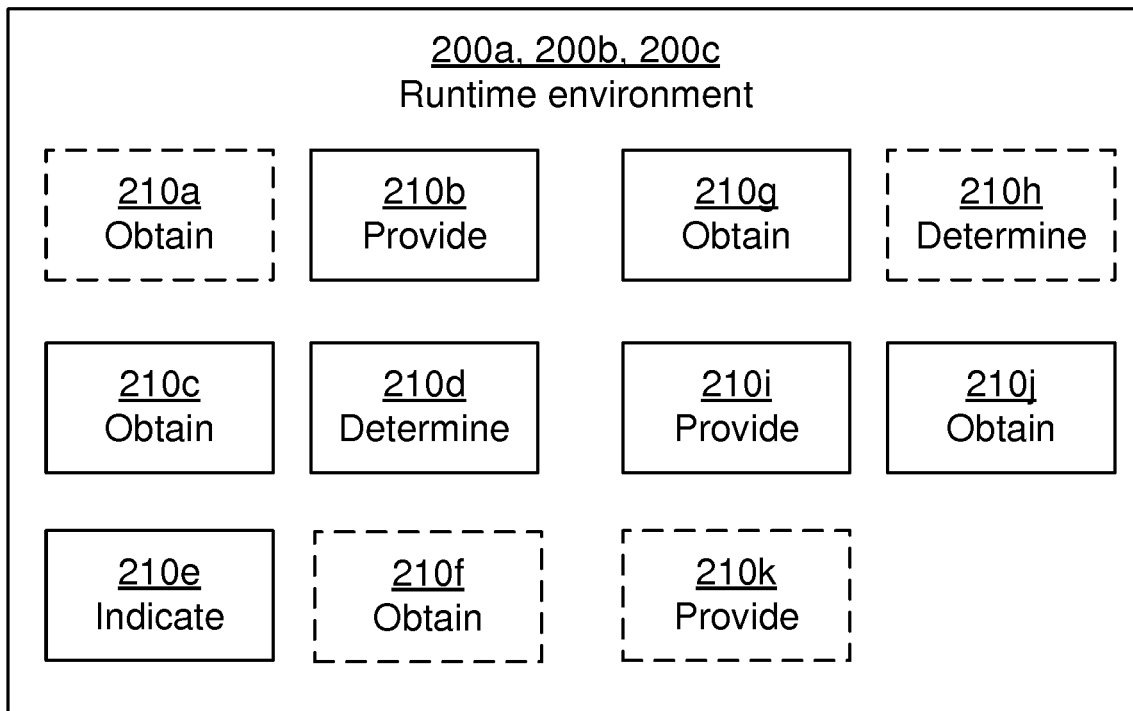 200a, 200b, 200c
Runtime environment
210a
Obtain
210b
Provide
210g
Obtain
210h
Determine
210c
Obtain
210d
Determine
210i
Provide
210j
Obtain
210e
Indicate
210f
Obtain
210k
Provide